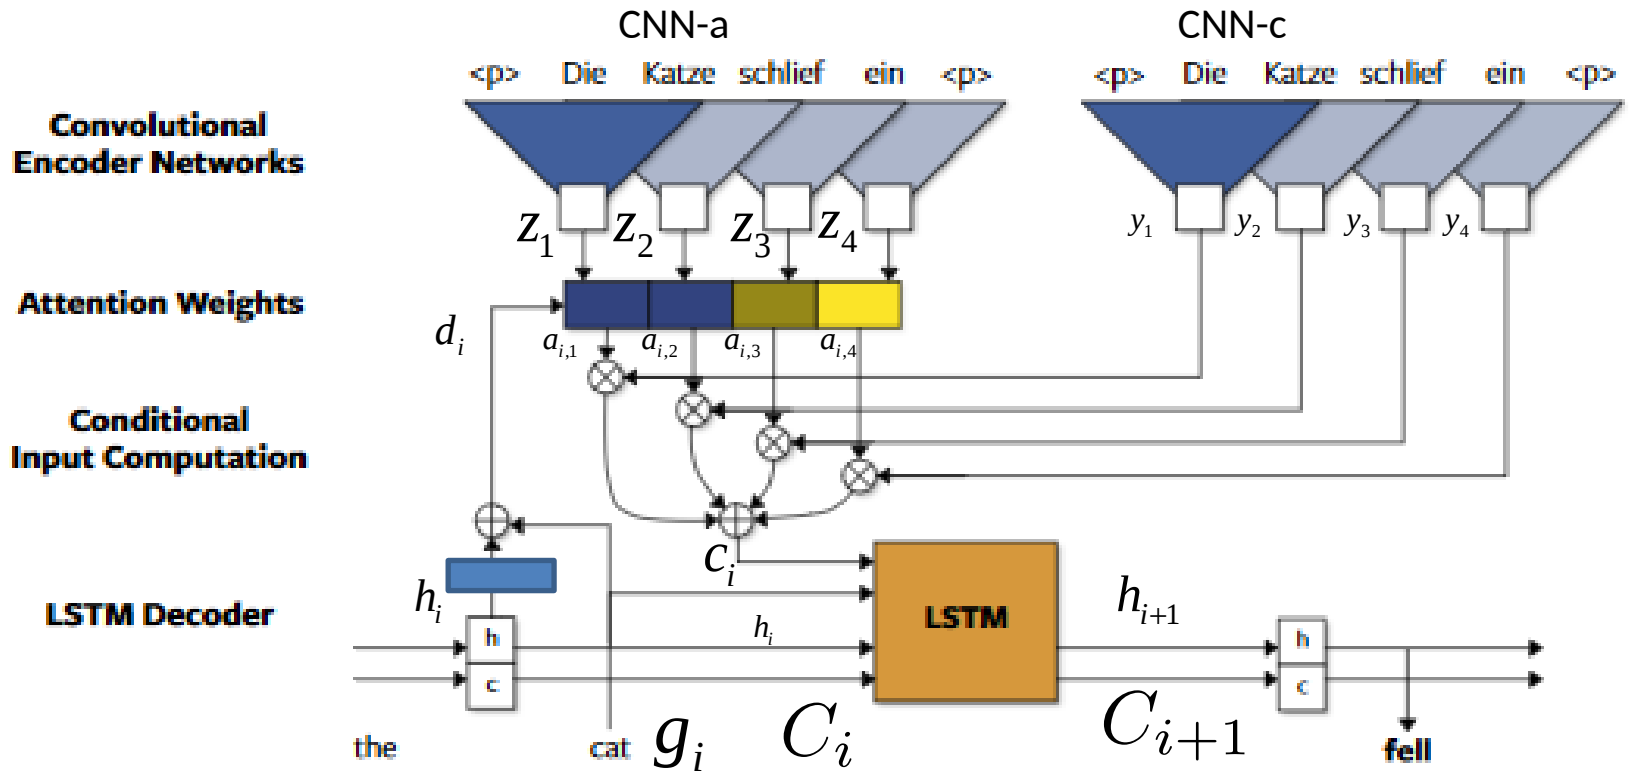 CNN-a CNN-c
<p> Die Katze schlief ein <p> <p> Die Katze schlief ein <p>
Convolutional
Encoder Networks
z₁ z₂ z₃ z₄ y₁ y₂ y₃ y₄
Attention Weights
dᵢ aᵢ,₁ aᵢ,₂ aᵢ,₃ aᵢ,₄
Conditional
Input Computation
cᵢ
LSTM Decoder hᵢ LSTM hᵢ₊₁
h hᵢ h
c c
the cat gᵢ Cᵢ Cᵢ₊₁ fell